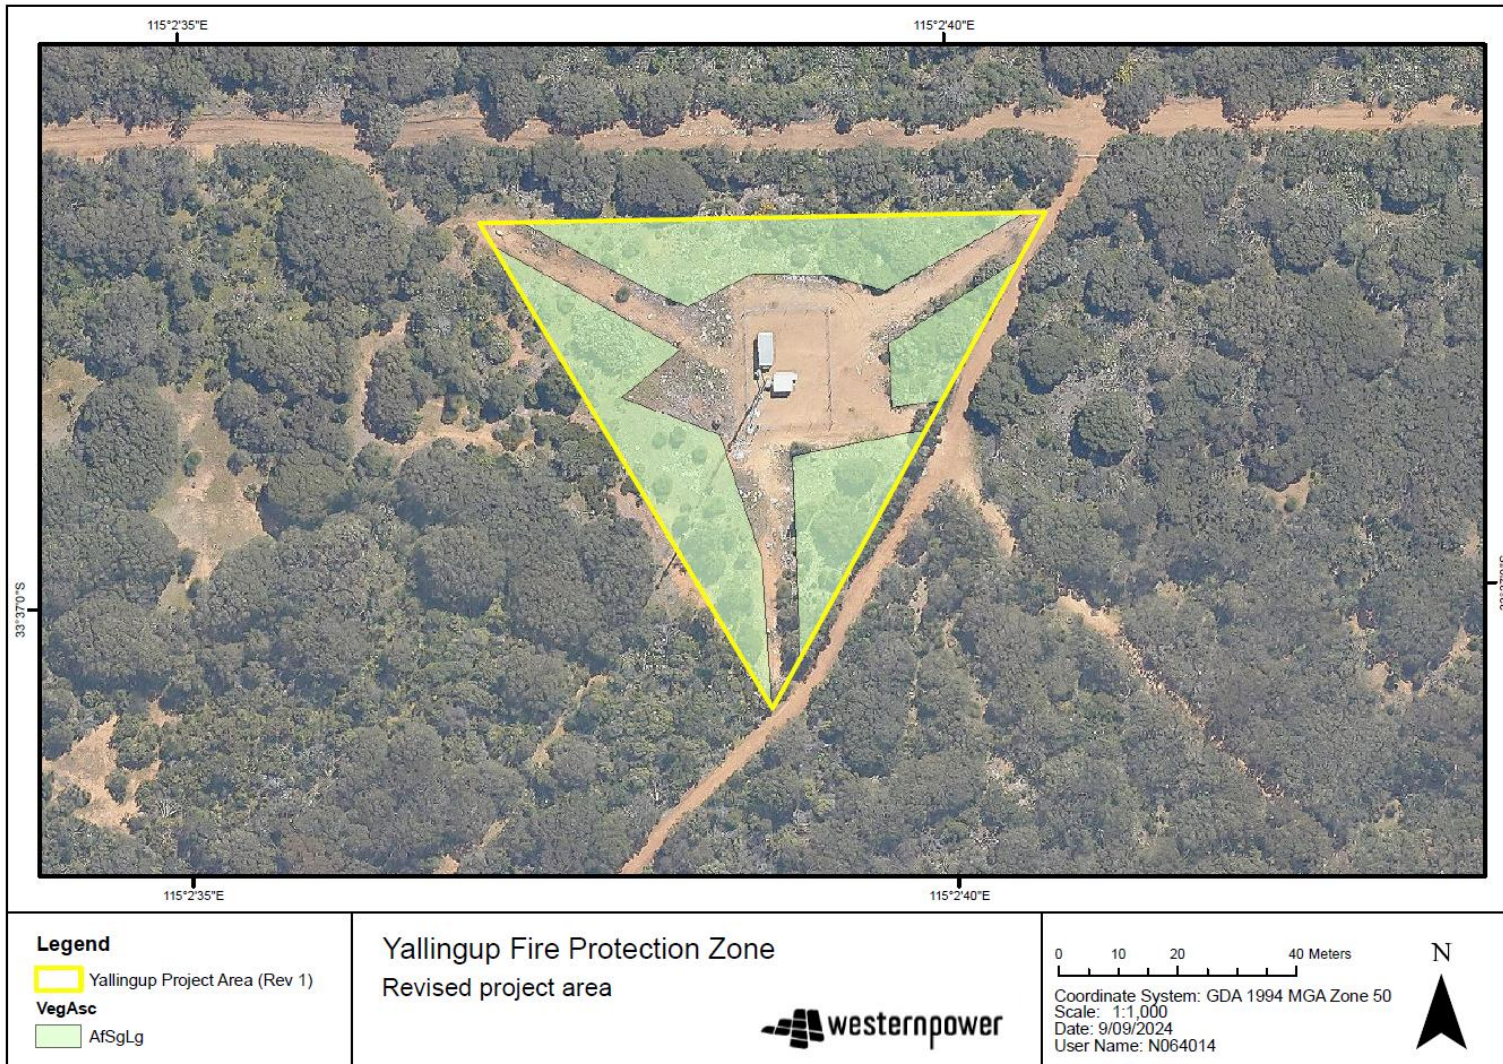 115°2'35"E
115°2'40"E
33°37'0"S
115°2'35"E
115°2'40"E
Legend
Yallingup Project Area (Rev 1)
VegAsc
AfSgLg
Yallingup Fire Protection Zone
Revised project area
westernpower
0 10 20 40 Meters
N
Coordinate System: GDA 1994 MGA Zone 50
Scale: 1:1,000
Date: 9/09/2024
User Name: N064014